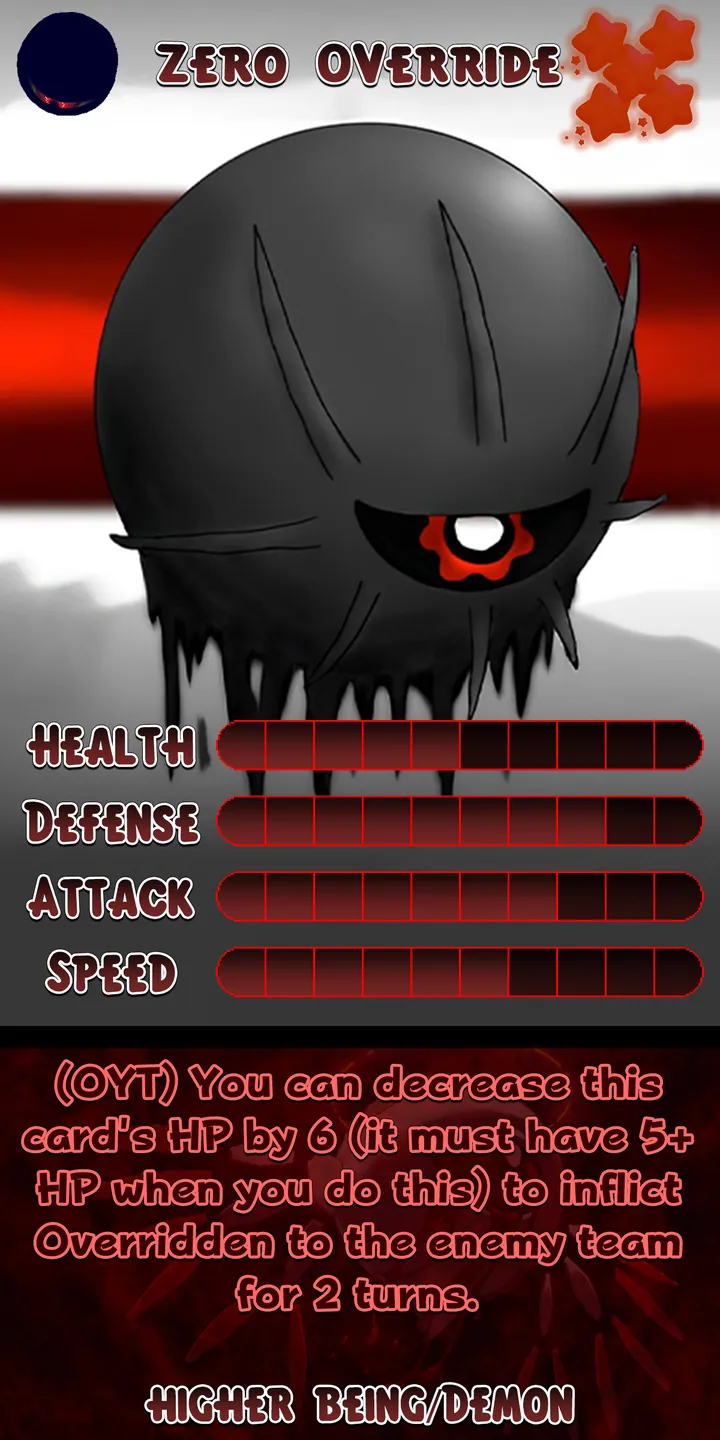 Zero Override
Health
Defense
Attack
Speed
(OYT) You can decrease this
card's HP by 6 (it must have 5+
HP when you do this) to inflict
Overridden to the enemy team
for 2 turns.
Higher Being/Demon